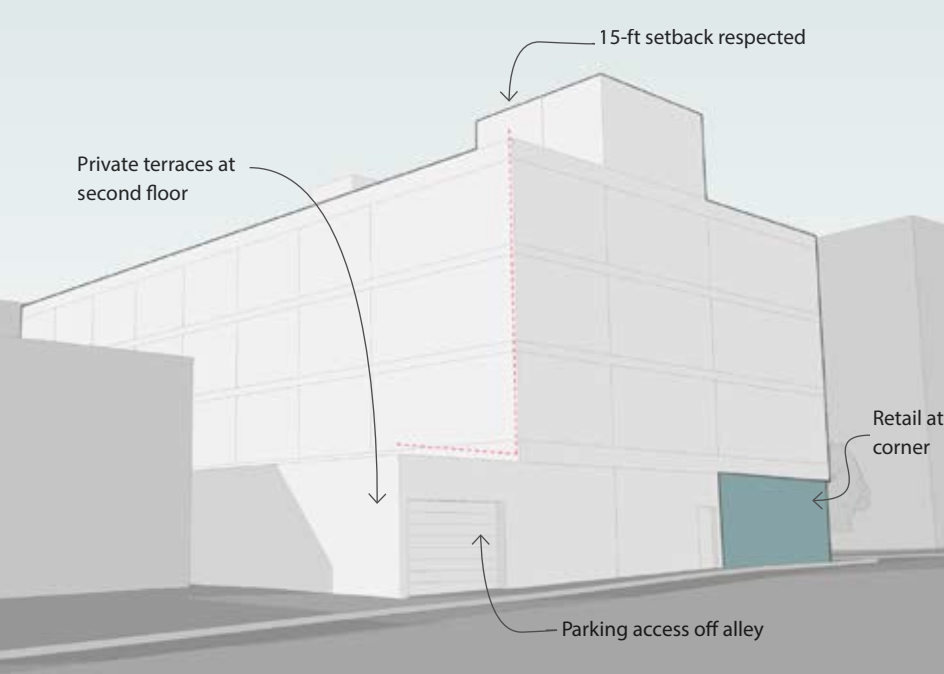 15-ft setback respected
Private terraces at
second floor
Retail at
corner
Parking access off alley